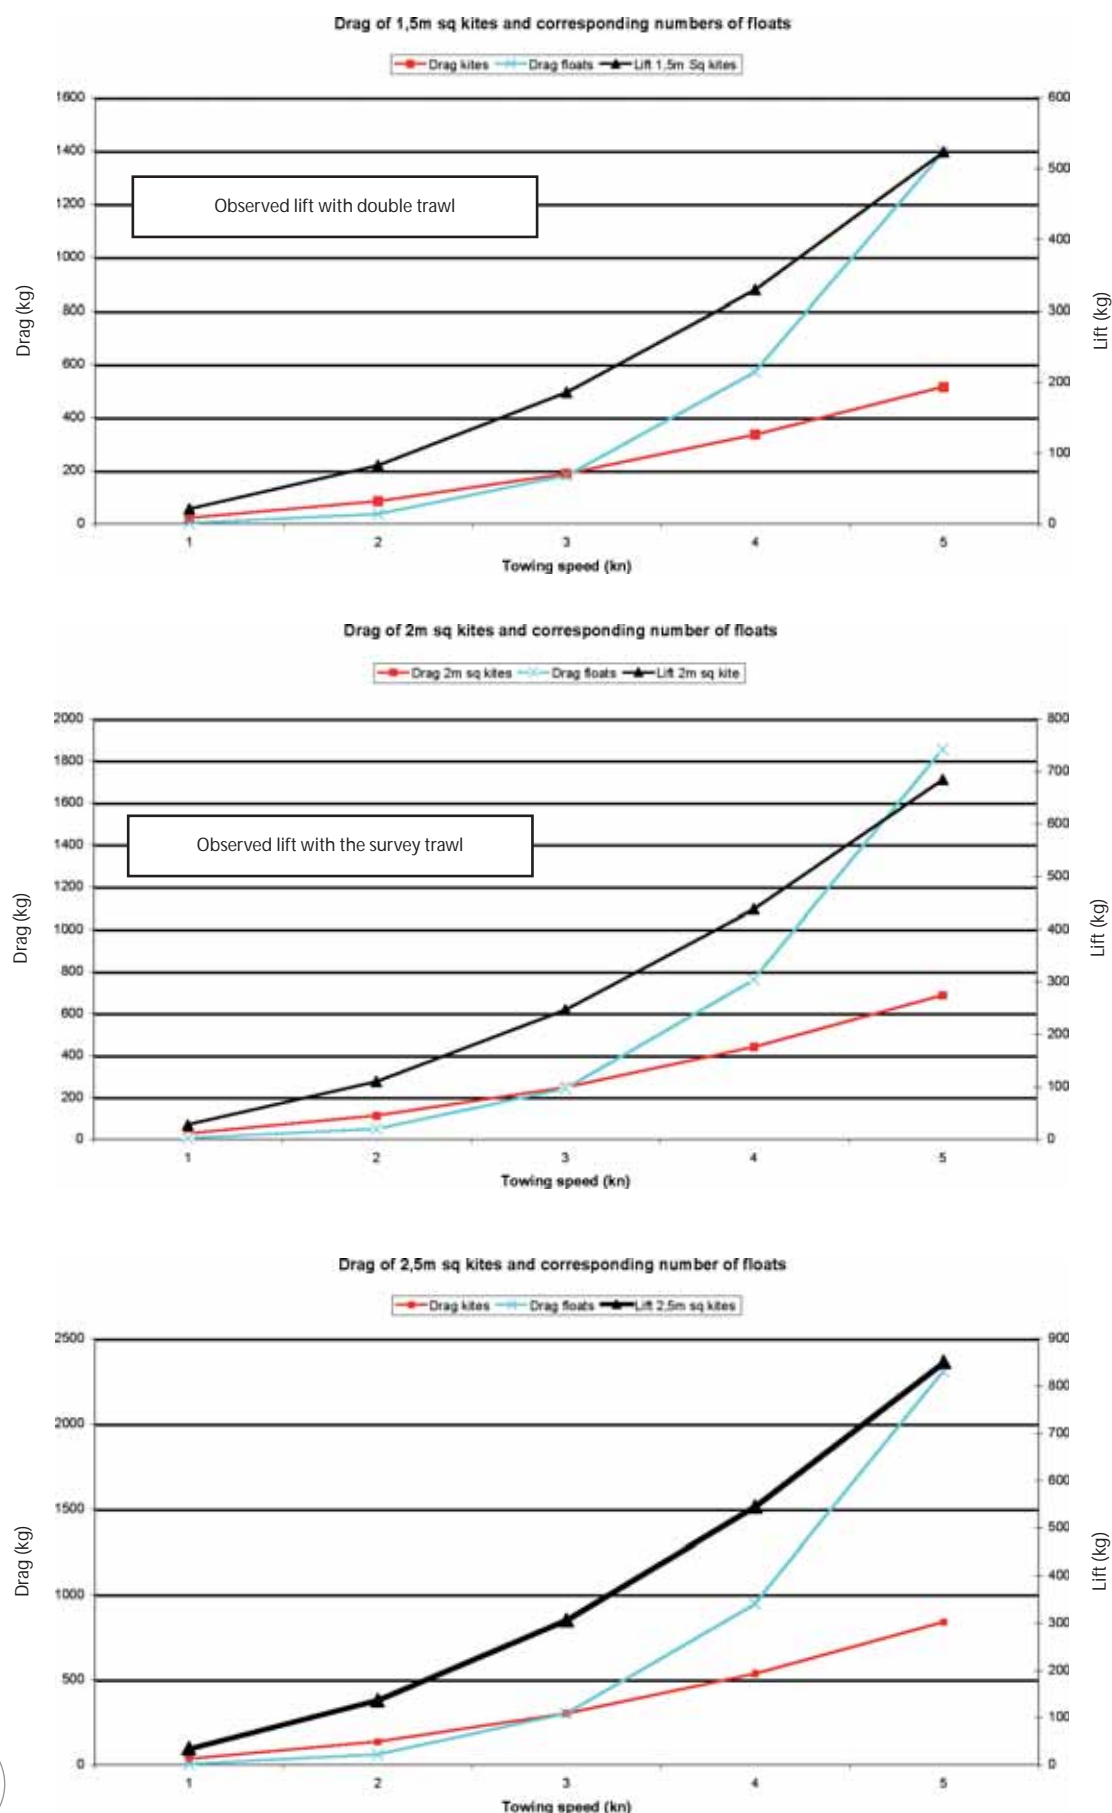 Drag of 1,5m sq kites and corresponding numbers of floats
Drag kites Drag floats Lift 1,5m Sq kites
1600
1400
1200
1000
800
600
400
200
0
Drag (kg)
Observed lift with double trawl
600
500
400
300
200
100
0
Lift (kg)
1 2 3 4 5
Towing speed (kn)
Drag of 2m sq kites and corresponding number of floats
Drag 2m sq kites Drag floats Lift 2m sq kite
2000
1800
1600
1400
1200
1000
800
600
400
200
0
Drag (kg)
Observed lift with the survey trawl
800
700
600
500
400
300
200
100
0
Lift (kg)
1 2 3 4 5
Towing speed (kn)
Drag of 2,5m sq kites and corresponding number of floats
Drag kites Drag floats Lift 2,5m sq kites
2500
2000
1500
1000
500
0
Drag (kg)
900
800
700
600
500
400
300
200
100
0
Lift (kg)
1 2 3 4 5
Towing speed (kn)